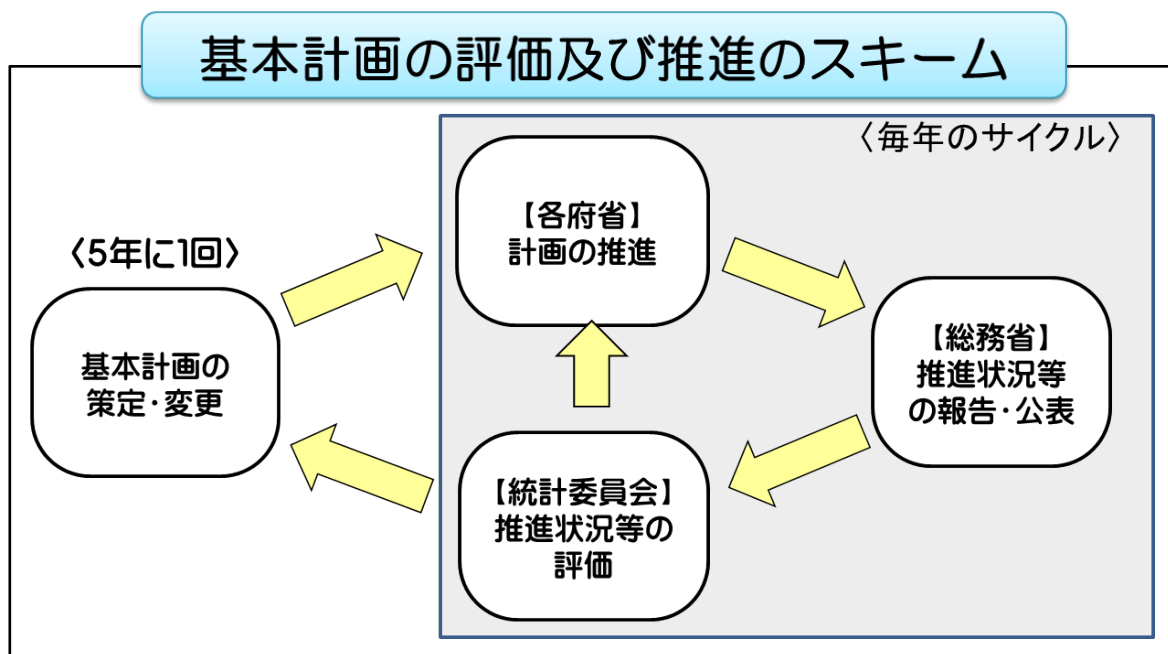 基本計画の評価及び推進のスキーム
〈毎年のサイクル〉
【各府省】
計画の推進
〈5年に1回〉
基本計画の
策定・変更
【総務省】
推進状況等
の報告・公表
【統計委員会】
推進状況等の
評価